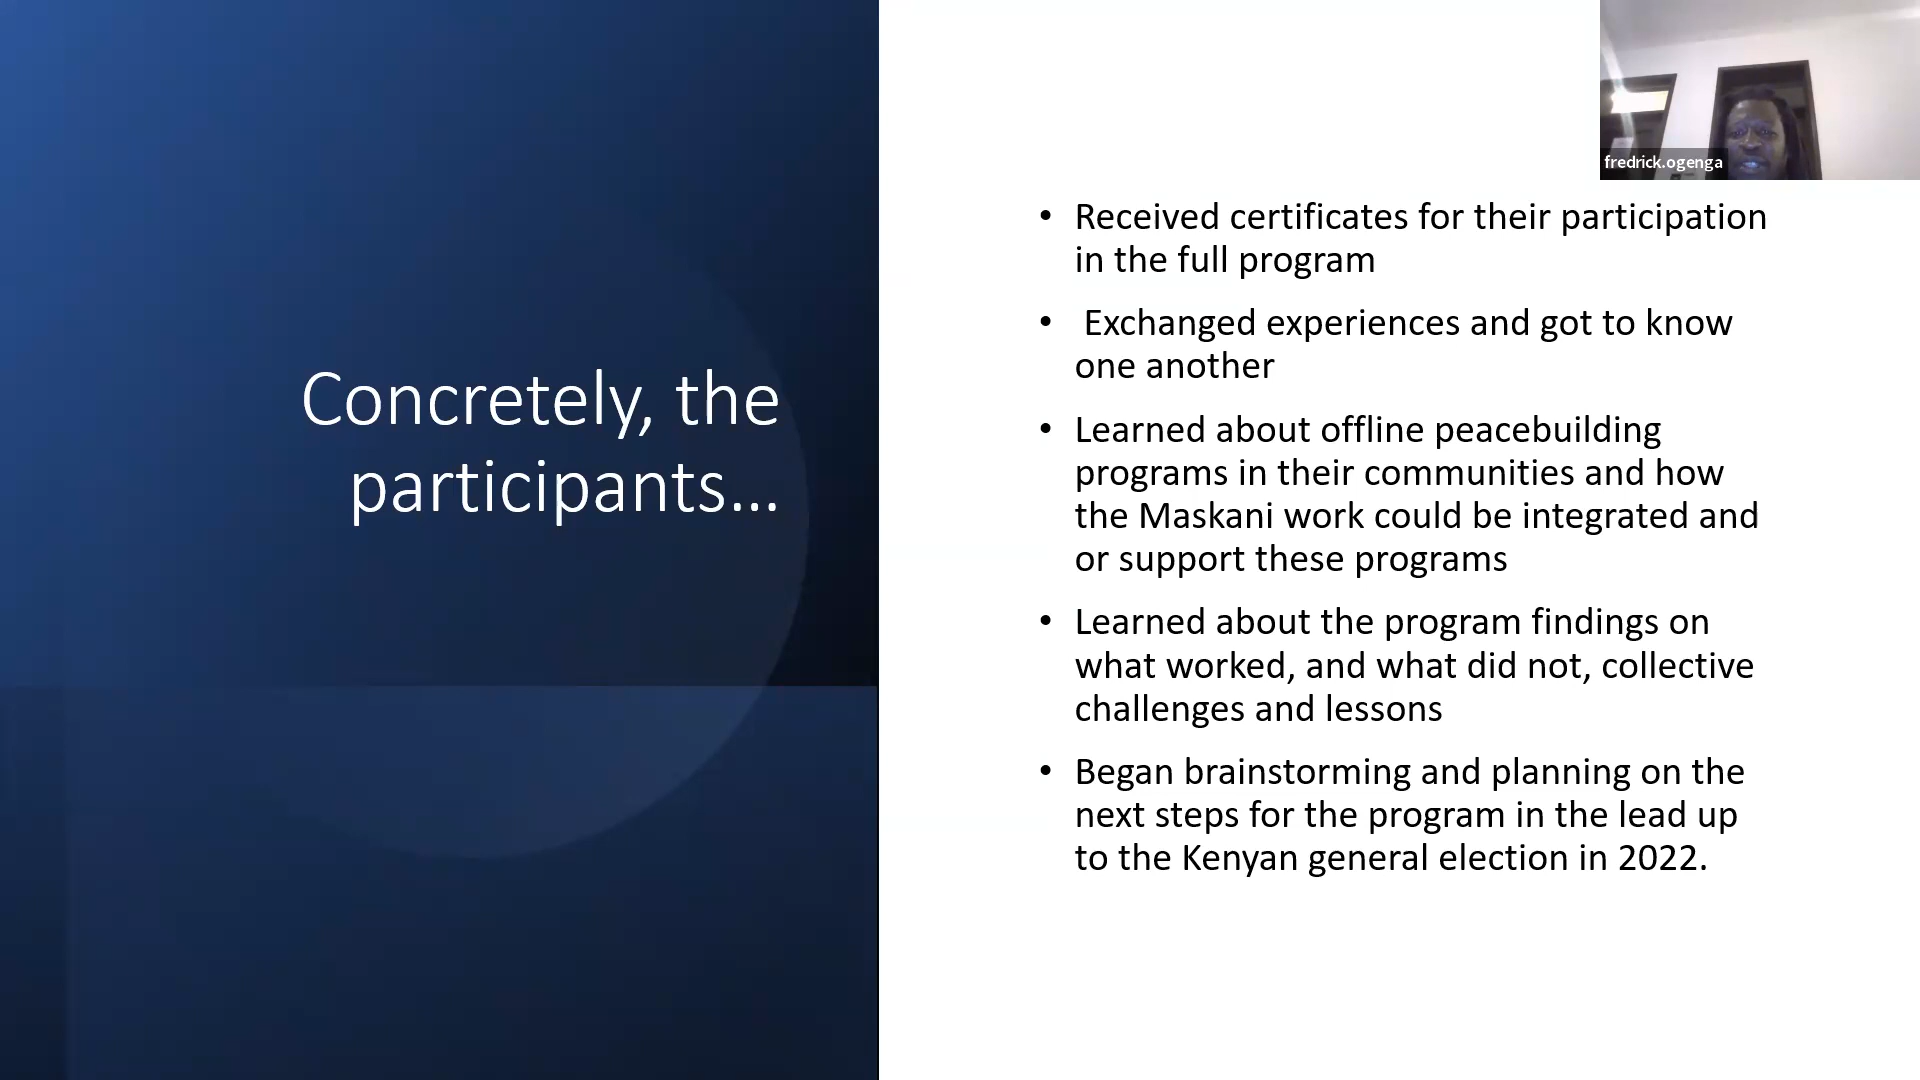 fredrick.ogenga
Concretely, the
participants...
• Received certificates for their participation
in the full program
• Exchanged experiences and got to know
one another
• Learned about offline peacebuilding
programs in their communities and how
the Maskani work could be integrated and
or support these programs
• Learned about the program findings on
what worked, and what did not, collective
challenges and lessons
• Began brainstorming and planning on the
next steps for the program in the lead up
to the Kenyan general election in 2022.